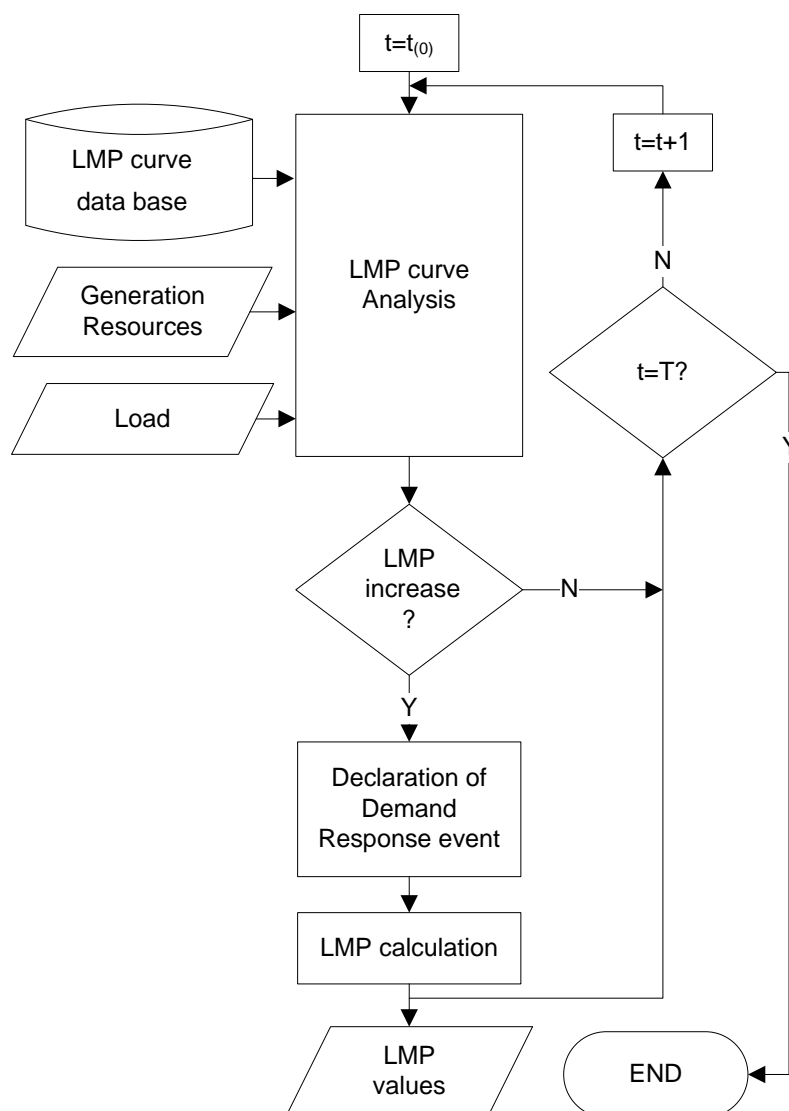 t=t(0)
LMP curve
data base
t=t+1
LMP curve
Analysis
N
Generation
Resources
t=T?
Load
Y
LMP
increase
?
N
Y
Declaration of
Demand
Response event
LMP calculation
LMP
values
END